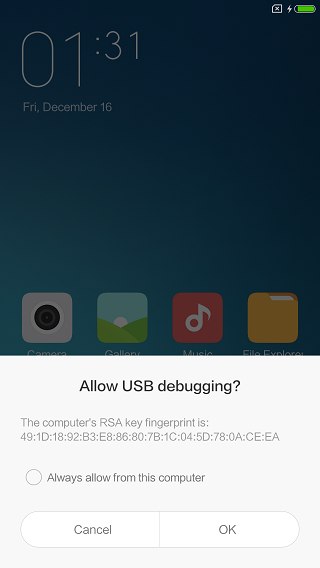 01:31
Fri, December 16
Camera Gallery Music File Explorer
Allow USB debugging?
The computer's RSA key fingerprint is:
49:1D:18:92:B3:E8:86:80:7B:1C:04:5D:78:0A:CE:EA
Always allow from this computer
Cancel OK